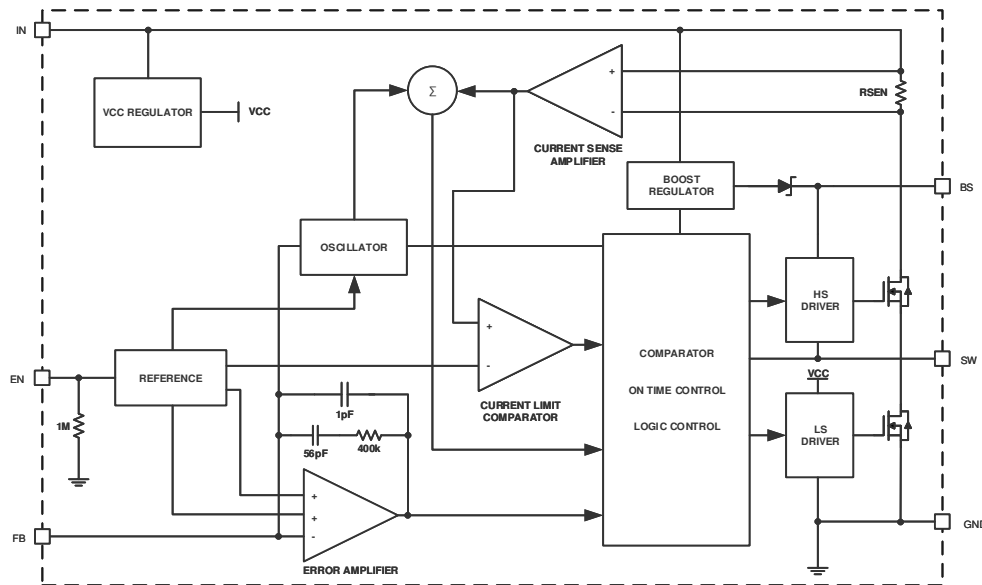 IN
VCC REGULATOR
VCC
Σ
+
-
RSEN
CURRENT SENSE
AMPLIFIER
BOOST
REGULATOR
BS
OSCILLATOR
HS
DRIVER
+
-
COMPARATOR
ON TIME CONTROL
LOGIC CONTROL
SW
EN
REFERENCE
VCC
1M
1pF
CURRENT LIMIT
COMPARATOR
56pF
400k
LS
DRIVER
+
+
-
FB
GND
ERROR AMPLIFIER